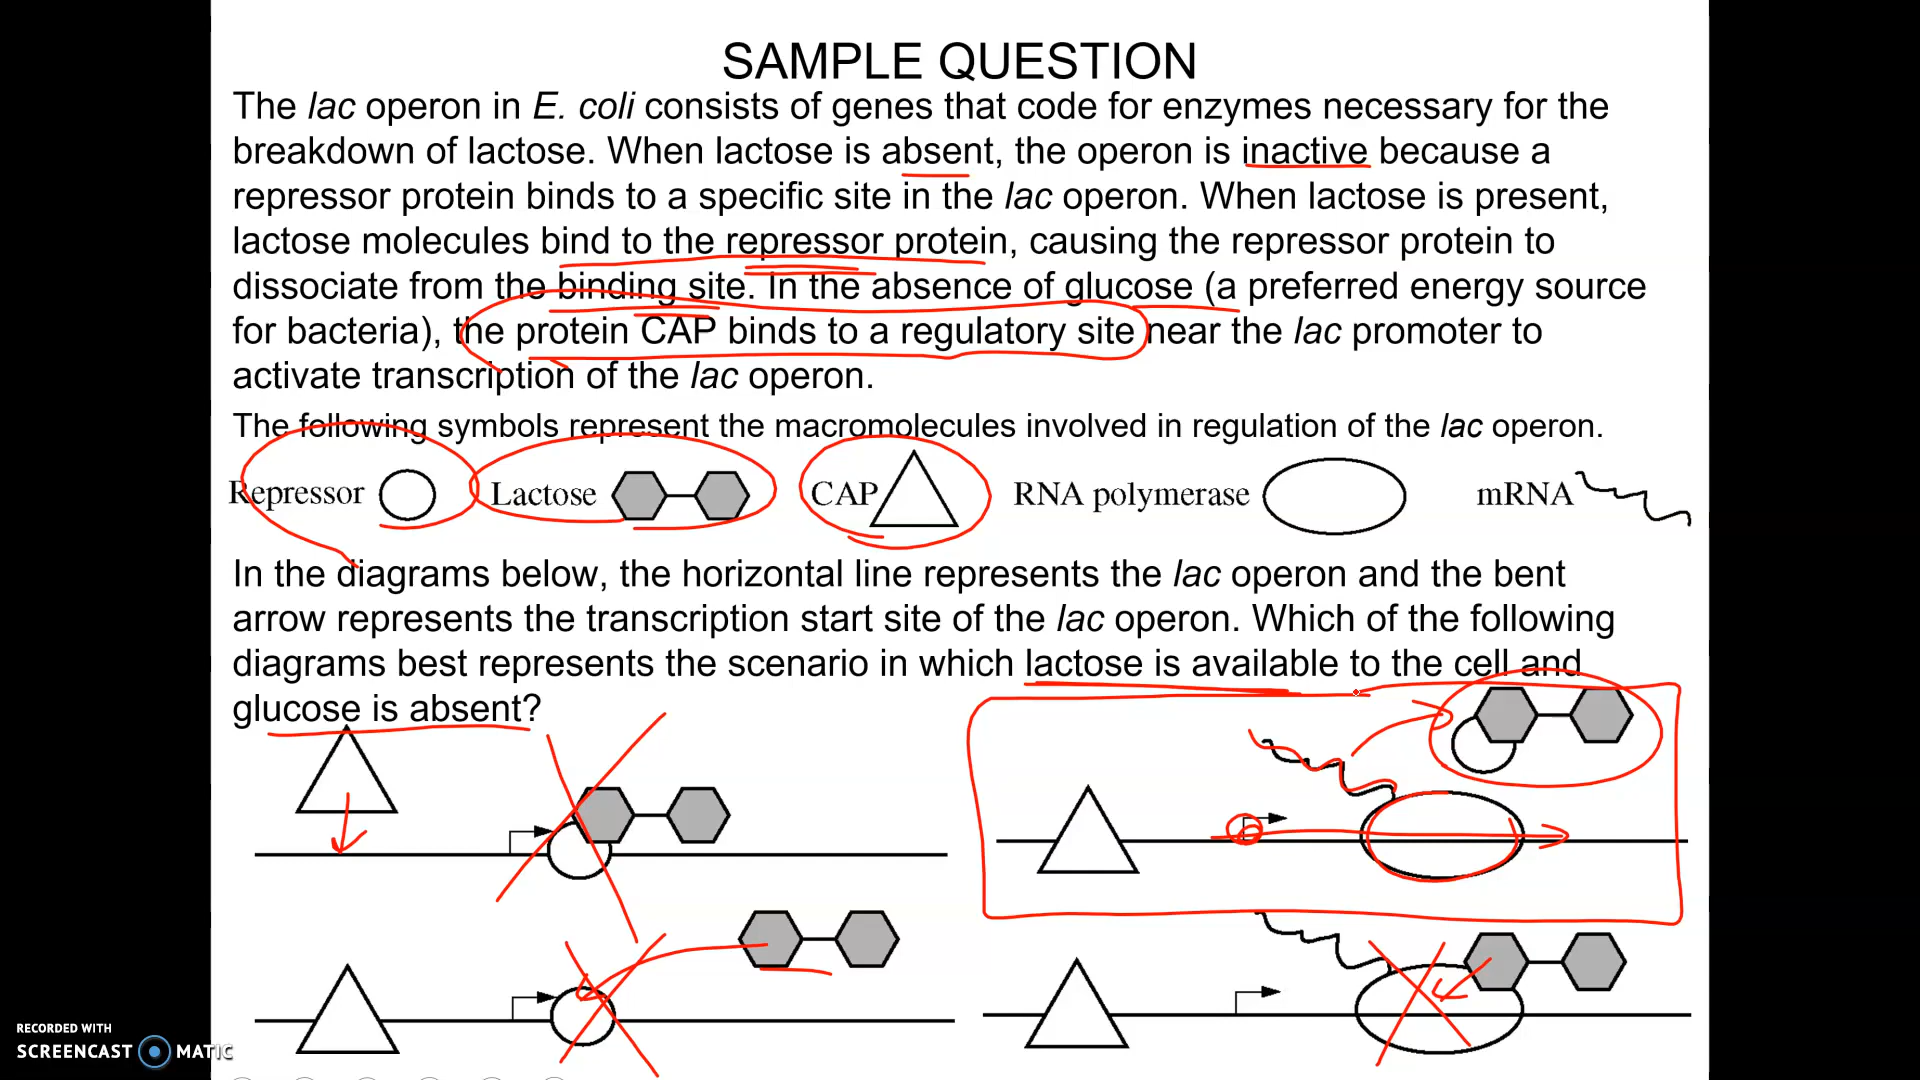 SAMPLE QUESTION
The lac operon in E. coli consists of genes that code for enzymes necessary for the
breakdown of lactose. When lactose is absent, the operon is inactive because a
repressor protein binds to a specific site in the lac operon. When lactose is present,
lactose molecules bind to the repressor protein, causing the repressor protein to
dissociate from the binding site. In the absence of glucose (a preferred energy source
for bacteria), the protein CAP binds to a regulatory site near the lac promoter to
activate transcription of the lac operon.
The following symbols represent the macromolecules involved in regulation of the lac operon.
Repressor Lactose CAP RNA polymerase mRNA
In the diagrams below, the horizontal line represents the lac operon and the bent
arrow represents the transcription start site of the lac operon. Which of the following
diagrams best represents the scenario in which lactose is available to the cell and
glucose is absent?
RECORDED WITH
SCREENCAST MATIC